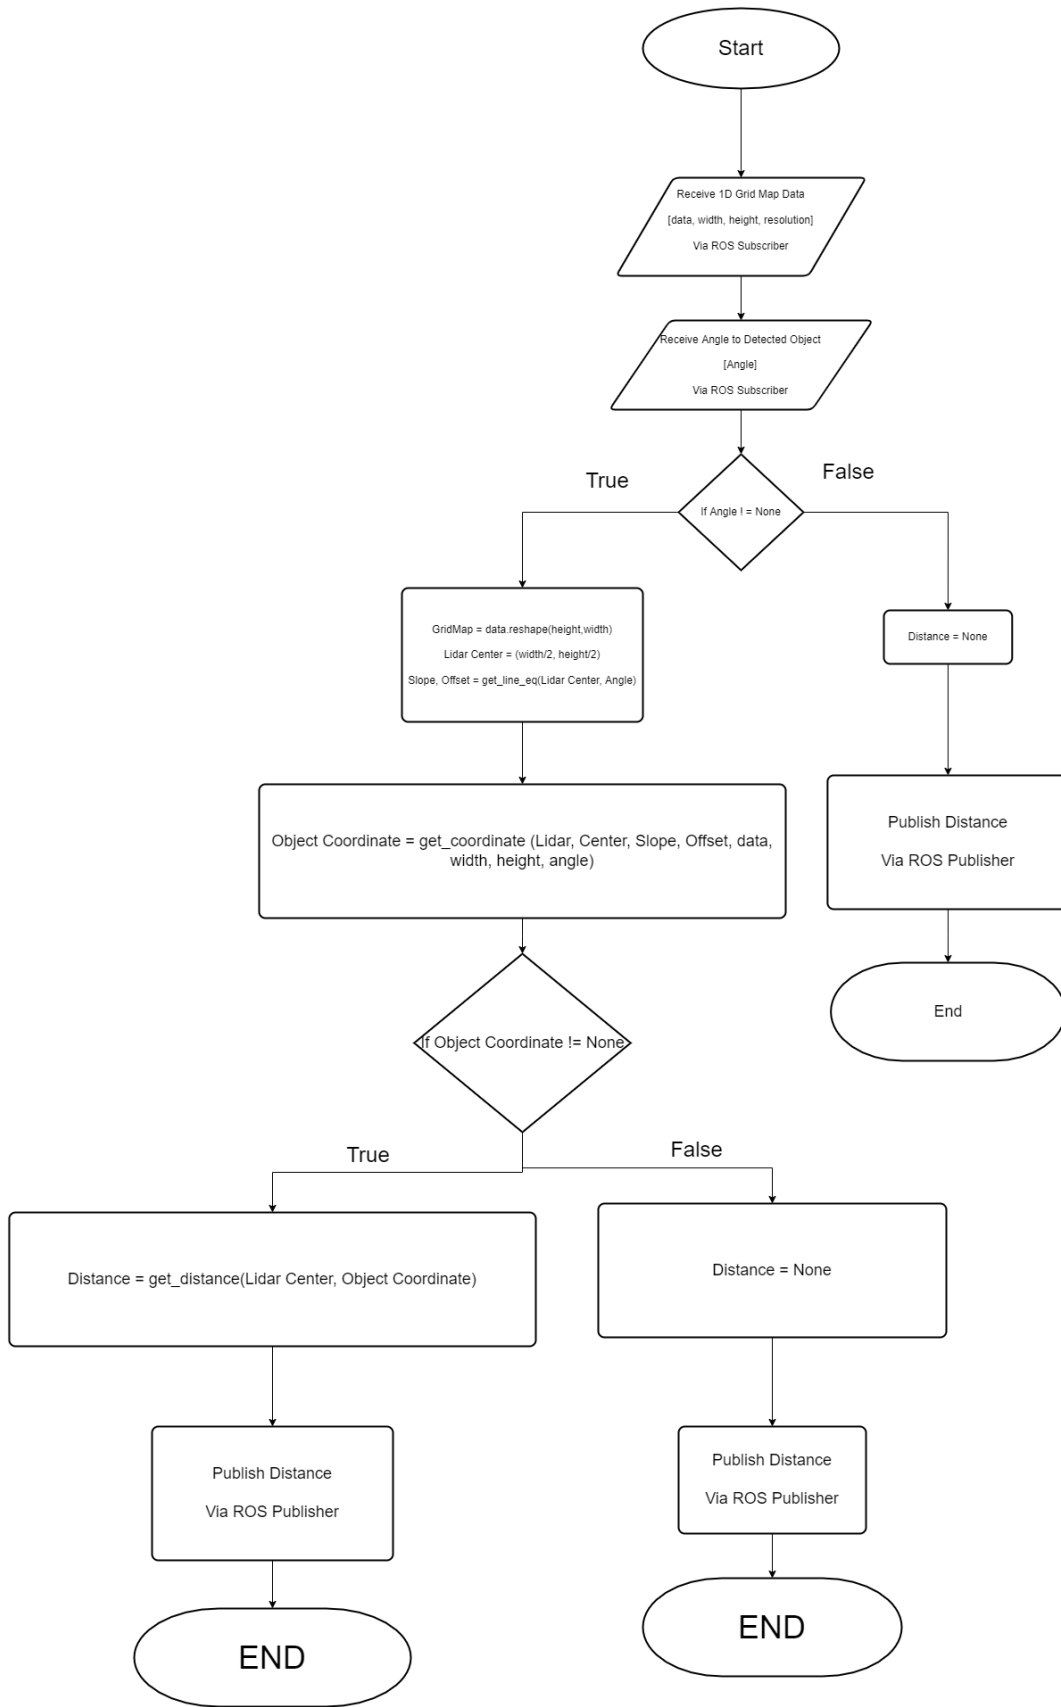 Start
Receive 1D Grid Map Data
[data, width, height, resolution]
Via ROS Subscriber
Receive Angle to Detected Object
[Angle]
Via ROS Subscriber
True
False
If Angle ! = None
GridMap = data.reshape(height,width)
Lidar Center = (width/2, height/2)
Slope, Offset = get_line_eq(Lidar Center, Angle)
Distance = None
Object Coordinate = get_coordinate (Lidar, Center, Slope, Offset, data,
width, height, angle)
Publish Distance
Via ROS Publisher
End
If Object Coordinate != None
True
False
Distance = get_distance(Lidar Center, Object Coordinate)
Distance = None
Publish Distance
Via ROS Publisher
Publish Distance
Via ROS Publisher
END
END